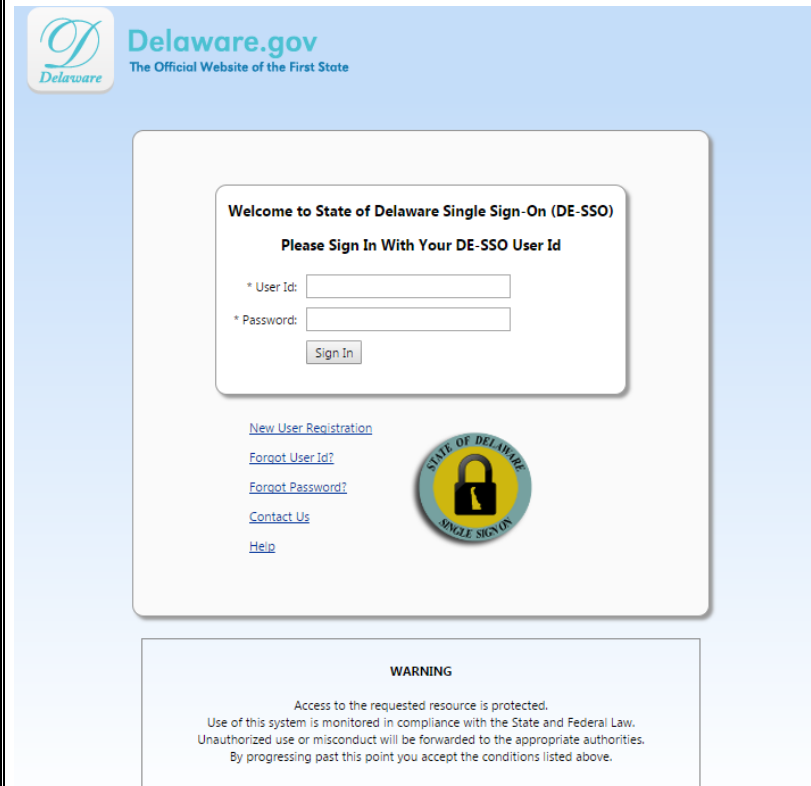 D
Delaware
Delaware.gov
The Official Website of the First State
Welcome to State of Delaware Single Sign-On (DE-SSO)
Please Sign In With Your DE-SSO User Id
* User Id:
* Password:
Sign In
New User Registration
Forgot User Id?
Forgot Password?
Contact Us
Help
STATE OF DELAWARE
SINGLE SIGN ON
WARNING
Access to the requested resource is protected.
Use of this system is monitored in compliance with the State and Federal Law.
Unauthorized use or misconduct will be forwarded to the appropriate authorities.
By progressing past this point you accept the conditions listed above.